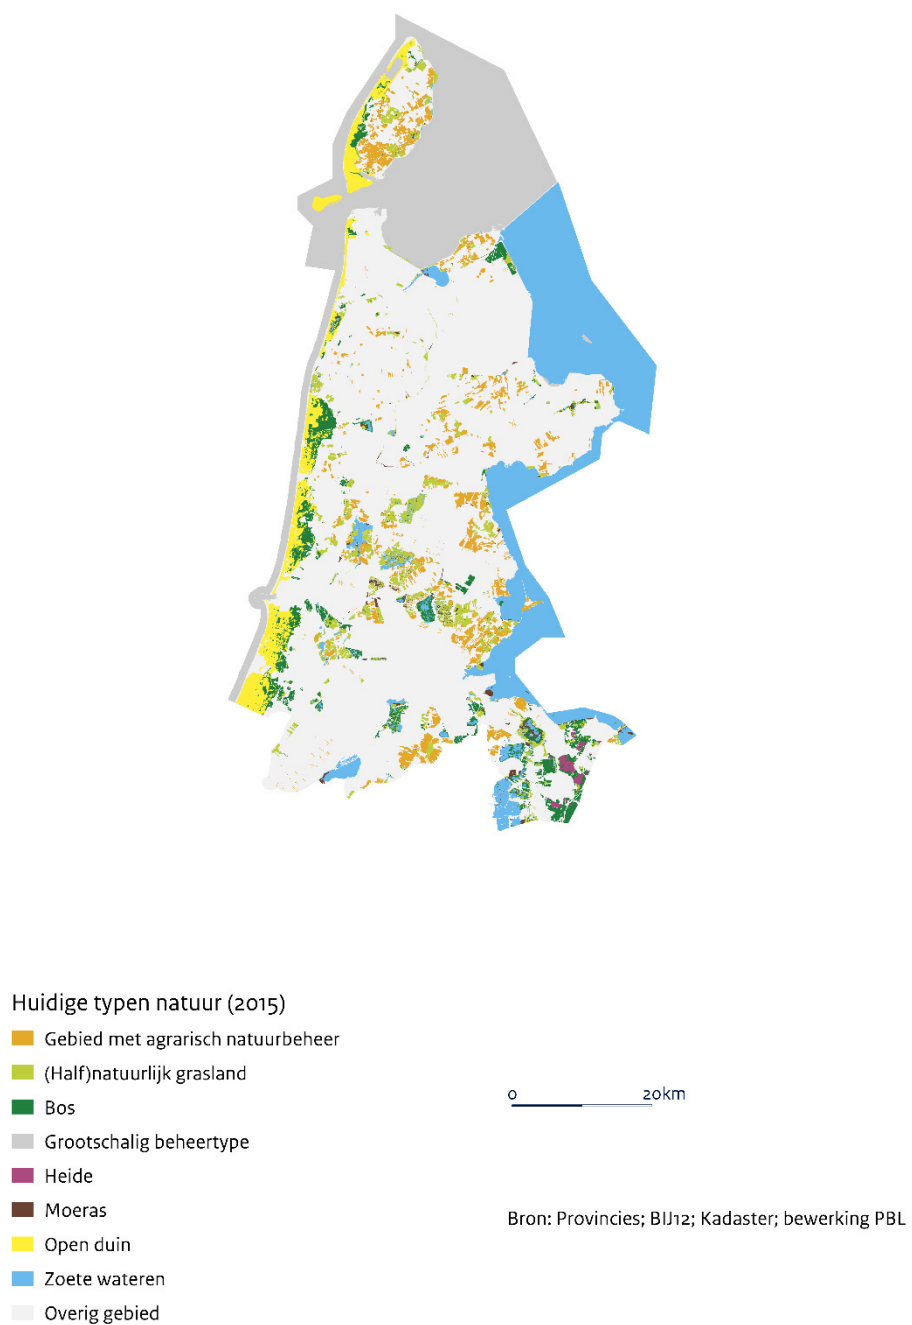 Huidige typen natuur (2015)
Gebied met agrarisch natuurbeheer
(Half)natuurlijk grasland
Bos
Grootschalig beheertype
Heide
Moeras
Open duin
Zoete wateren
Overig gebied
0 20km
Bron: Provincies; BIJ12; Kadaster; bewerking PBL